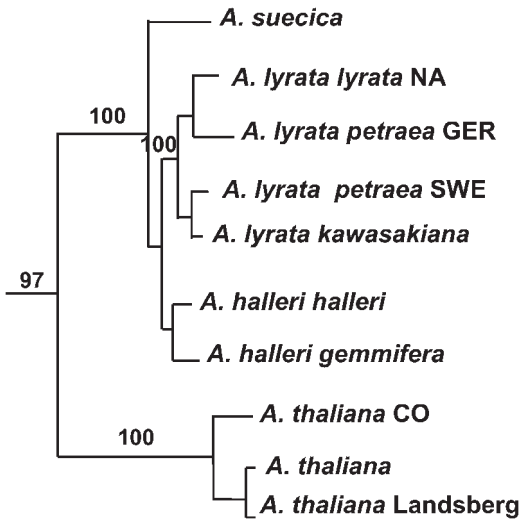 A. suecica
A. lyrata lyrata NA
100
A. lyrata petraea GER
100
A. lyrata petraea SWE
A. lyrata kawasakiana
97
A. halleri halleri
A. halleri gemmifera
A. thaliana CO
100
A. thaliana
A. thaliana Landsberg